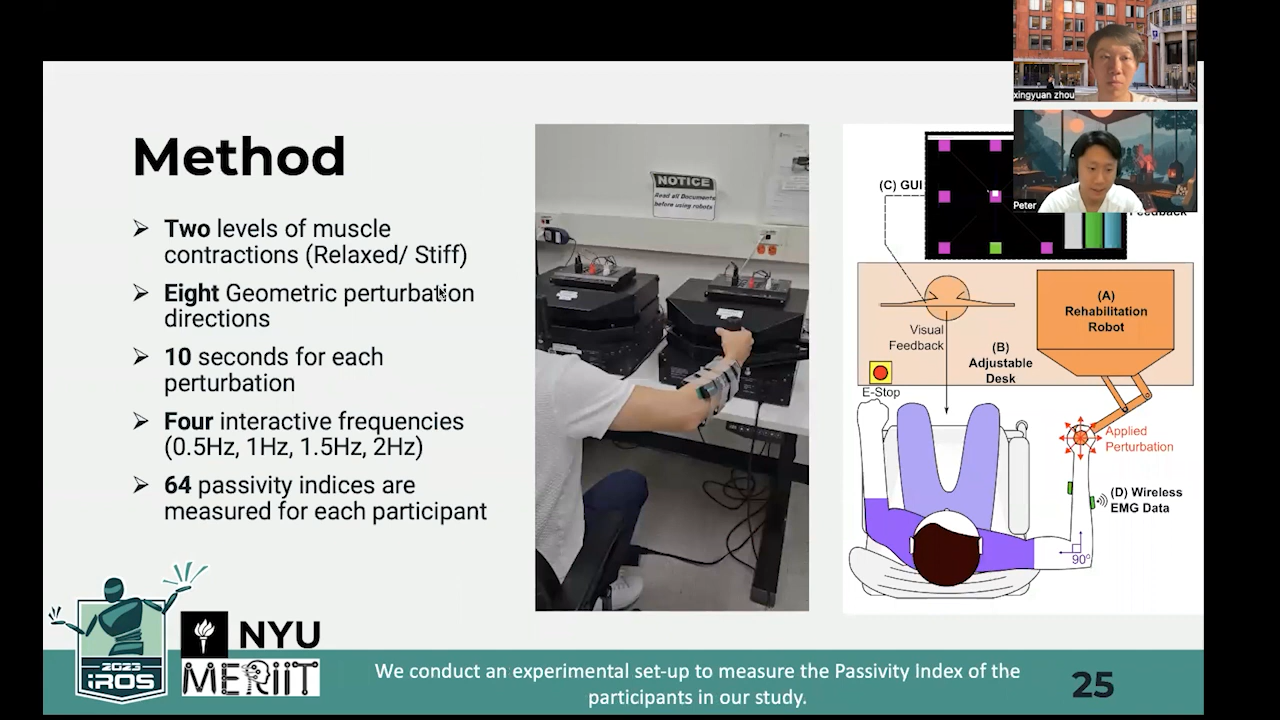 xingyuan zhou
Peter
Method
Two levels of muscle
contractions (Relaxed/ Stiff)
Eight Geometric perturbation
directions
10 seconds for each
perturbation
Four interactive frequencies
(0.5Hz, 1Hz, 1.5Hz, 2Hz)
64 passivity indices are
measured for each participant
NOTICE
Read all Documents
before using robots
(C) GUI
Feedback
(A)
Rehabilitation
Robot
Visual
Feedback
(B)
Adjustable
Desk
E-Stop
Applied
Perturbation
(D) Wireless
EMG Data
90°
2023
iROS
NYU
MERIIT
We conduct an experimental set-up to measure the Passivity Index of the
participants in our study.
25